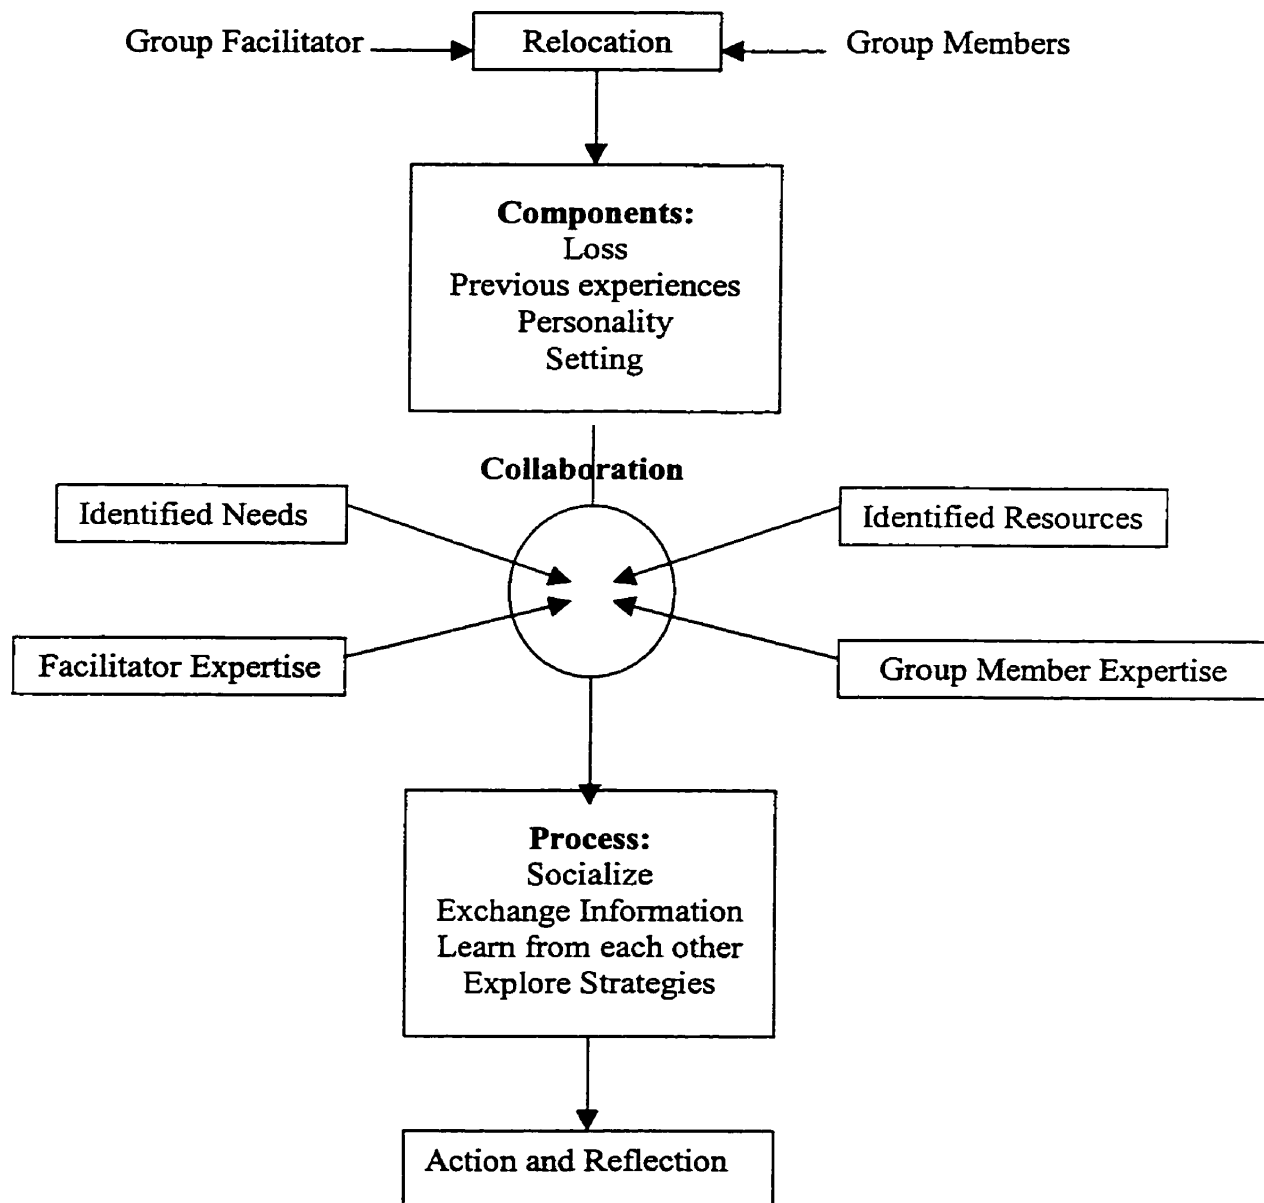 Group Facilitator
Relocation
Group Members
Components:
Loss
Previous experiences
Personality
Setting
Collaboration
Identified Needs
Identified Resources
Facilitator Expertise
Group Member Expertise
Process:
Socialize
Exchange Information
Learn from each other
Explore Strategies
Action and Reflection